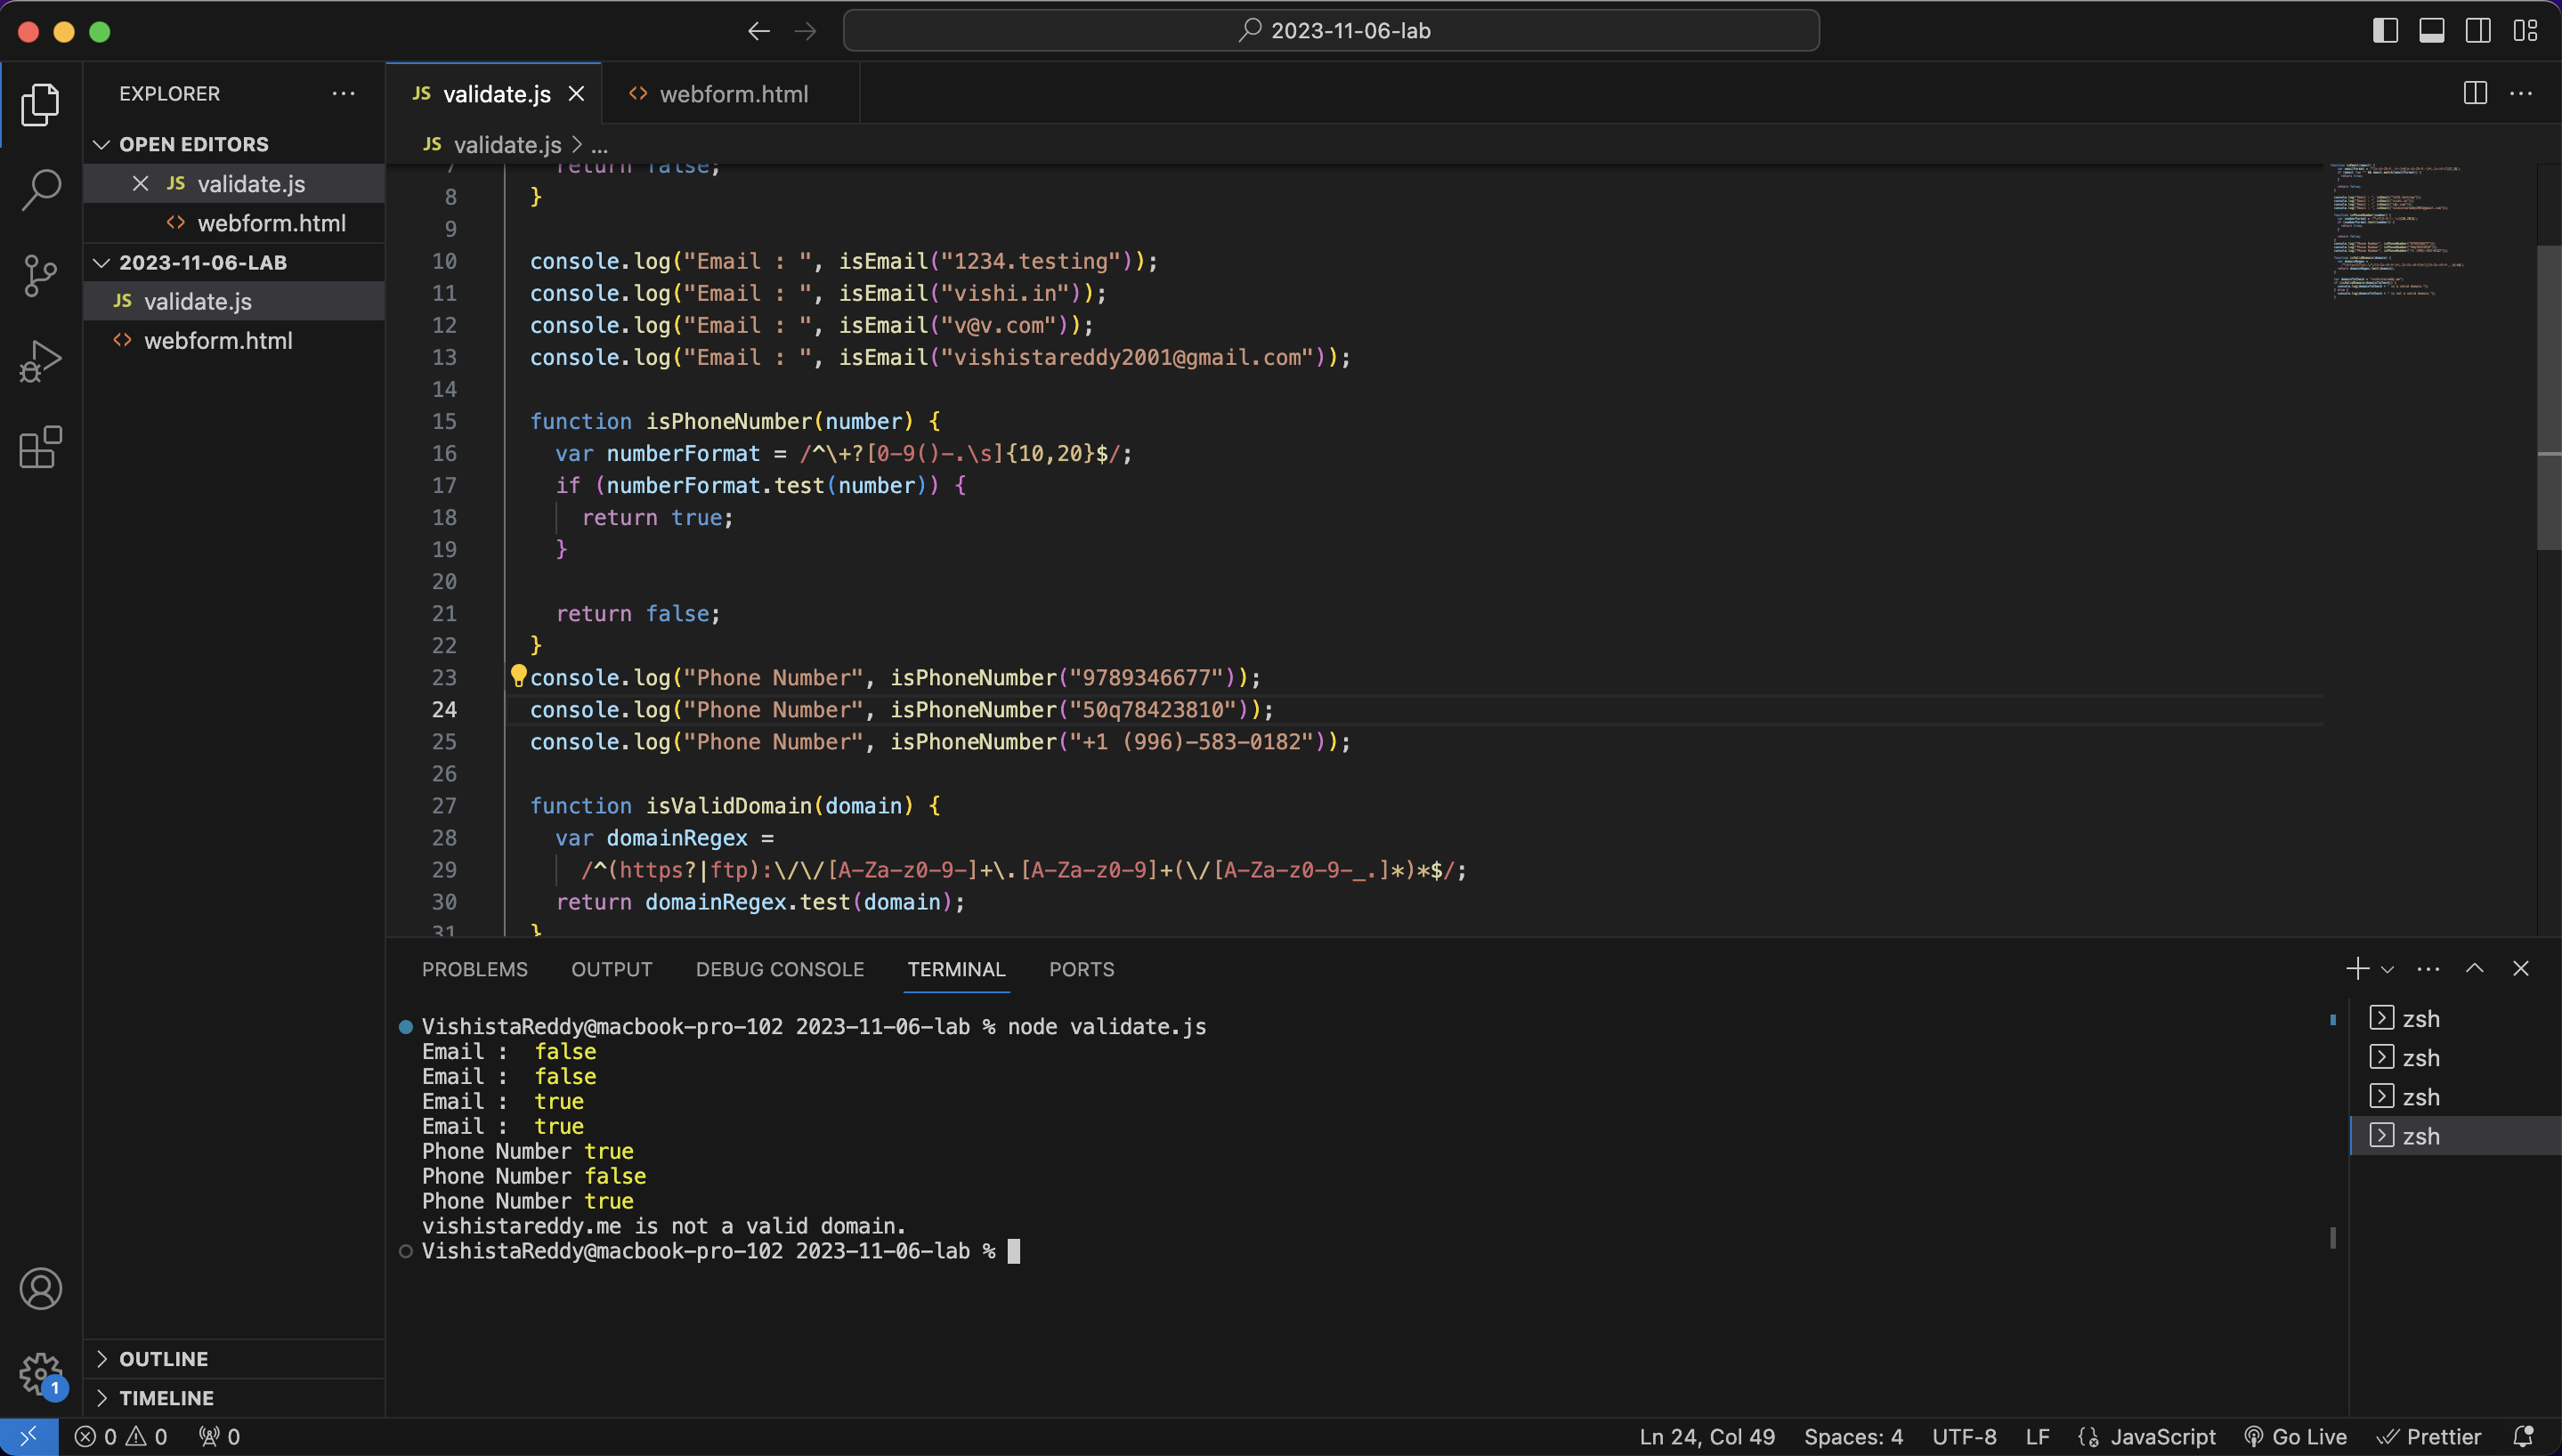 2023-11-06-lab
EXPLORER
OPEN EDITORS
JS validate.js
<> webform.html
2023-11-06-LAB
JS validate.js
<> webform.html
OUTLINE
TIMELINE
1
JS validate.js
<> webform.html
JS validate.js > ...
7 return false;
8 }
9
10 console.log("Email : ", isEmail("1234.testing"));
11 console.log("Email : ", isEmail("vishi.in"));
12 console.log("Email : ", isEmail("v@v.com"));
13 console.log("Email : ", isEmail("vishistareddy2001@gmail.com"));
14
15 function isPhoneNumber(number) {
16 var numberFormat = /^\+?[0-9()-.\s]{10,20}$/;
17 if (numberFormat.test(number)) {
18 return true;
19 }
20
21 return false;
22 }
23 console.log("Phone Number", isPhoneNumber("9789346677"));
24 console.log("Phone Number", isPhoneNumber("50q78423810"));
25 console.log("Phone Number", isPhoneNumber("+1 (996)-583-0182"));
26
27 function isValidDomain(domain) {
28 var domainRegex =
29 /^(https?|ftp):\/\/[A-Za-z0-9-]+\.[A-Za-z0-9]+(\/[A-Za-z0-9-_.]*)*$/;
30 return domainRegex.test(domain);
31 }
PROBLEMS OUTPUT DEBUG CONSOLE TERMINAL PORTS
VishistaReddy@macbook-pro-102 2023-11-06-lab % node validate.js
Email :  false
Email :  false
Email :  true
Email :  true
Phone Number true
Phone Number false
Phone Number true
vishistareddy.me is not a valid domain.
VishistaReddy@macbook-pro-102 2023-11-06-lab %
zsh
zsh
zsh
zsh
0 0 0 Ln 24, Col 49 Spaces: 4 UTF-8 LF JavaScript Go Live Prettier